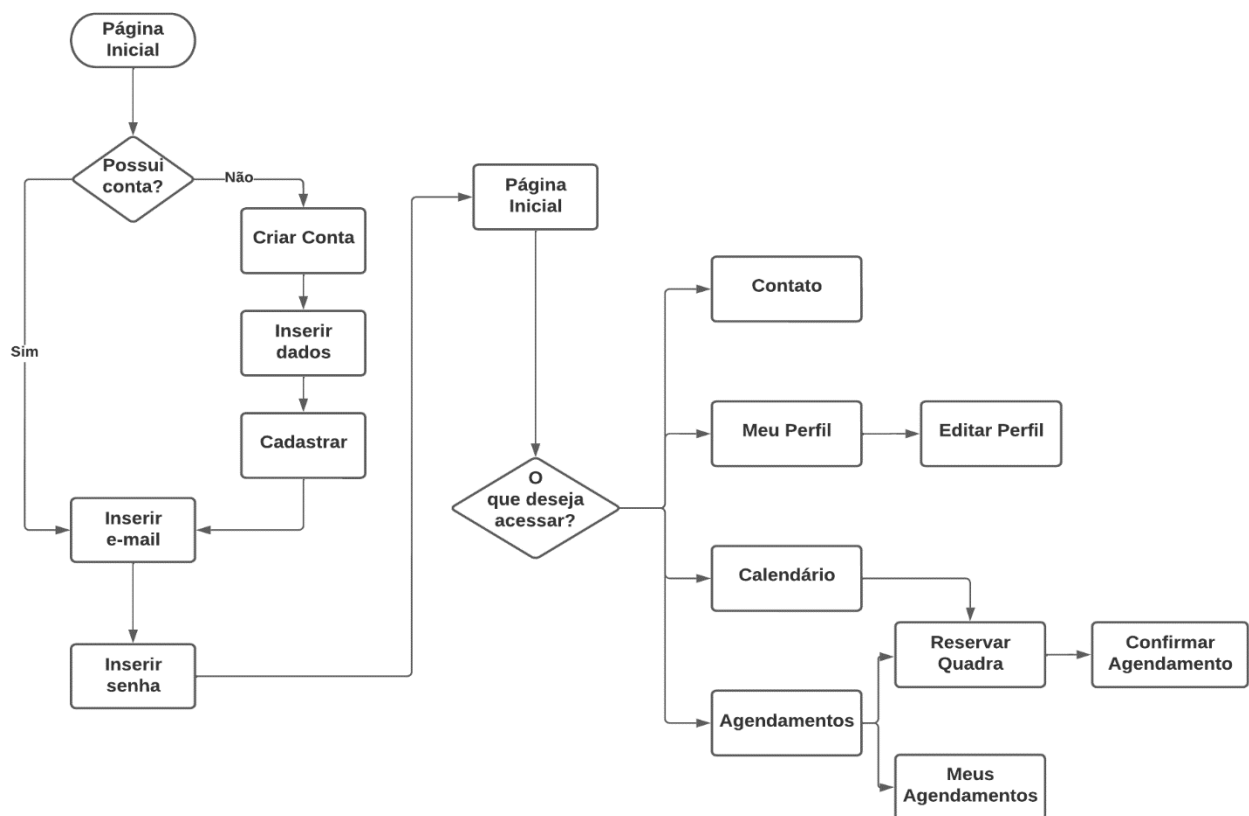 Página
Inicial
Possui
conta?
Não
Sim
Criar Conta
Inserir
dados
Cadastrar
Inserir
e-mail
Inserir
senha
Página
Inicial
O
que deseja
acessar?
Contato
Meu Perfil
Editar Perfil
Calendário
Reservar
Quadra
Confirmar
Agendamento
Agendamentos
Meus
Agendamentos